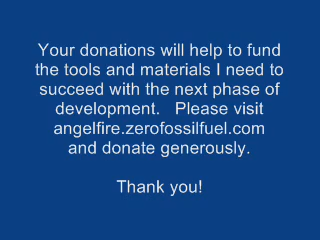 Your donations will help to fund
the tools and materials I need to
succeed with the next phase of
development.   Please visit
angelfire.zerofossilfuel.com
and donate generously.

Thank you!